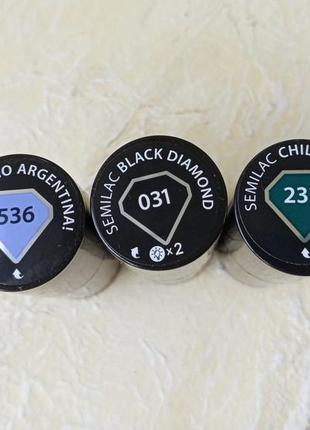 O ARGENTINA!
536
SEMILAC BLACK DIAMOND
031
×2
SEMILAC CHIL
23